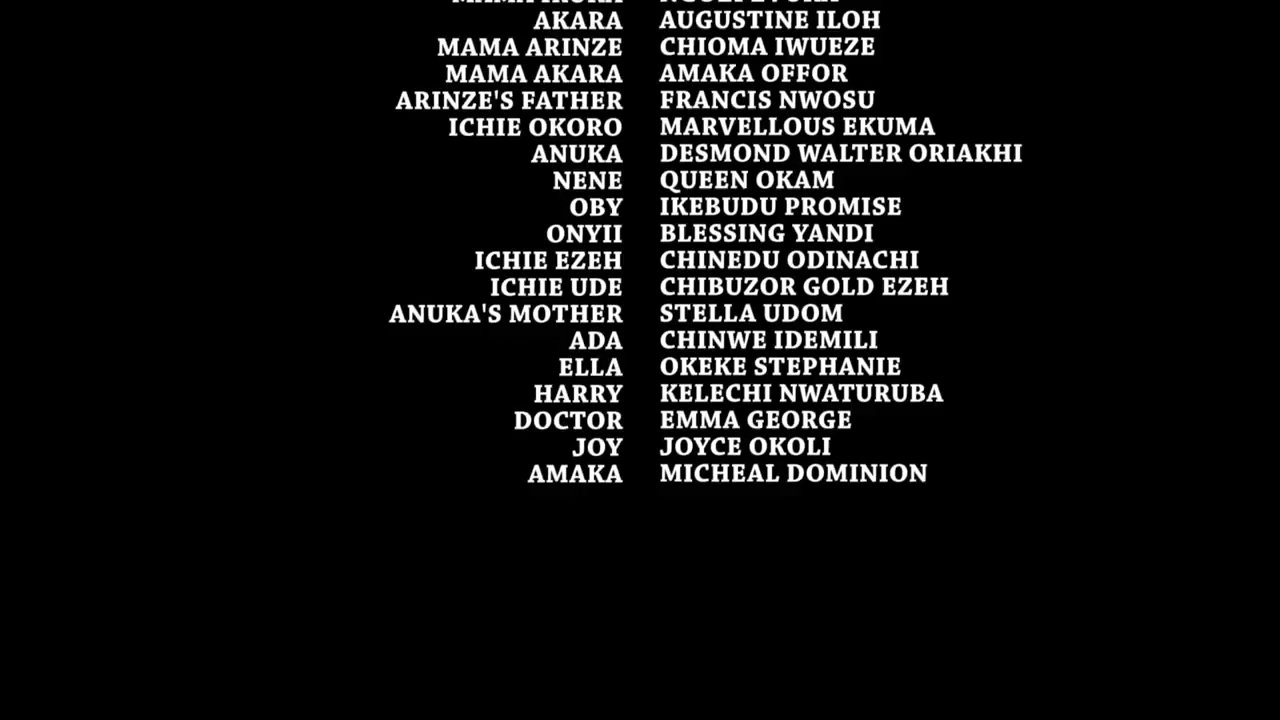 AKARA AUGUSTINE ILOH
MAMA ARINZE CHIOMA IWUEZE
MAMA AKARA AMAKA OFFOR
ARINZE'S FATHER FRANCIS NWOSU
ICHIE OKORO MARVELLOUS EKUMA
ANUKA DESMOND WALTER ORIAKHI
NENE QUEEN OKAM
OBY IKEBUDU PROMISE
ONYII BLESSING YANDI
ICHIE EZEH CHINEDU ODINACHI
ICHIE UDE CHIBUZOR GOLD EZEH
ANUKA'S MOTHER STELLA UDOM
ADA CHINWE IDEMILI
ELLA OKEKE STEPHANIE
HARRY KELECHI NWATURUBA
DOCTOR EMMA GEORGE
JOY JOYCE OKOLI
AMAKA MICHEAL DOMINION